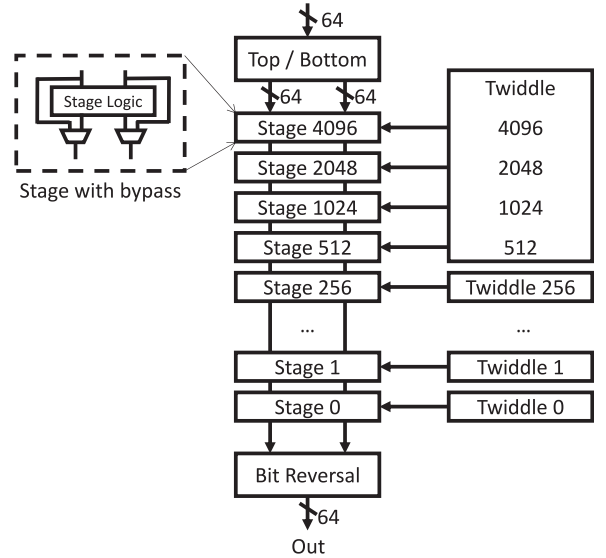 64
Top / Bottom
64 64
Stage Logic
Stage with bypass
Twiddle
Stage 4096 4096
Stage 2048 2048
Stage 1024 1024
Stage 512 512
Stage 256 Twiddle 256
... ...
Stage 1 Twiddle 1
Stage 0 Twiddle 0
Bit Reversal
64
Out